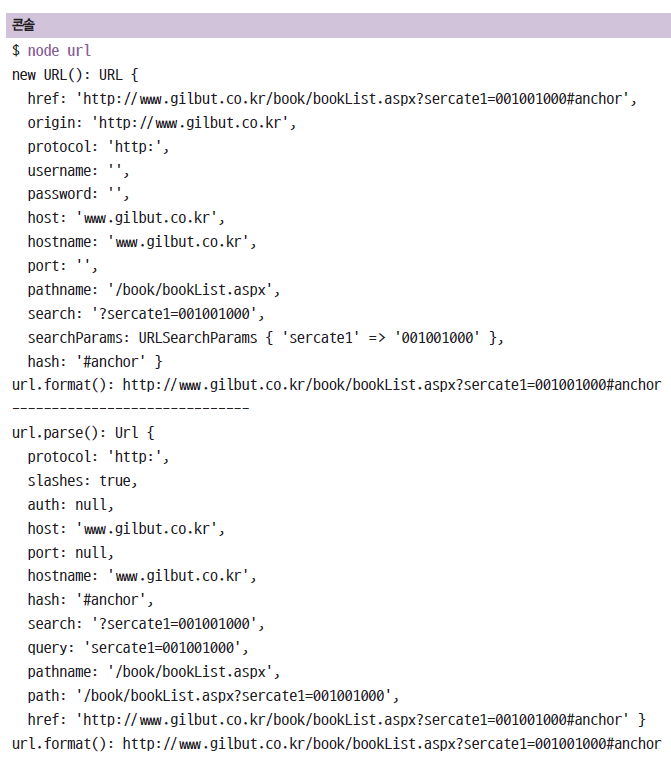 콘솔
$ node url
new URL(): URL {
  href: 'http://www.gilbut.co.kr/book/bookList.aspx?sercate1=001001000#anchor',
  origin: 'http://www.gilbut.co.kr',
  protocol: 'http:',
  username: '',
  password: '',
  host: 'www.gilbut.co.kr',
  hostname: 'www.gilbut.co.kr',
  port: '',
  pathname: '/book/bookList.aspx',
  search: '?sercate1=001001000',
  searchParams: URLSearchParams { 'sercate1' => '001001000' },
  hash: '#anchor' }
url.format(): http://www.gilbut.co.kr/book/bookList.aspx?sercate1=001001000#anchor
------------------------------
url.parse(): Url {
  protocol: 'http:',
  slashes: true,
  auth: null,
  host: 'www.gilbut.co.kr',
  port: null,
  hostname: 'www.gilbut.co.kr',
  hash: '#anchor',
  search: '?sercate1=001001000',
  query: 'sercate1=001001000',
  pathname: '/book/bookList.aspx',
  path: '/book/bookList.aspx?sercate1=001001000',
  href: 'http://www.gilbut.co.kr/book/bookList.aspx?sercate1=001001000#anchor' }
url.format(): http://www.gilbut.co.kr/book/bookList.aspx?sercate1=001001000#anchor